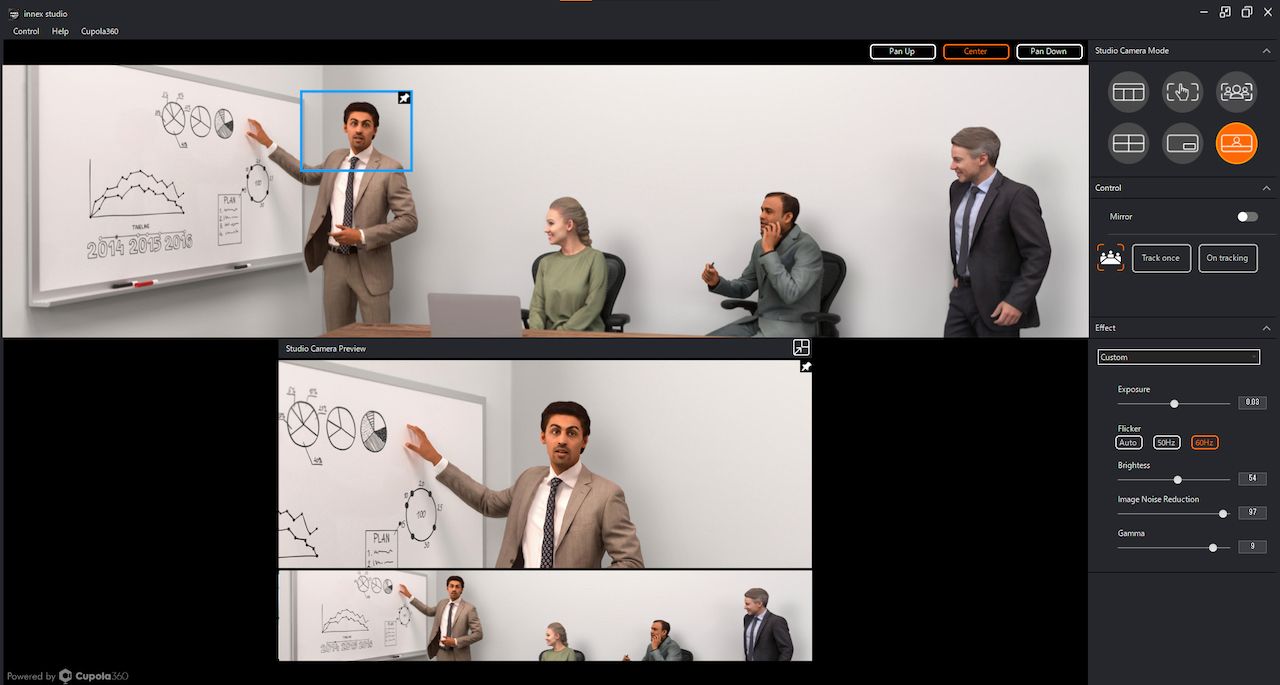 innex studio
Control Help Cupola360
Pan Up Center Pan Down
Studio Camera Mode
PLAN
100
TIMELINE
2014 2015 2016
Control
Mirror
Track once On tracking
Effect
Custom
Exposure
0.03
Flicker
Auto 50Hz 60Hz
Brightess
54
Image Noise Reduction
97
Gamma
9
Studio Camera Preview
100
30
PLAN
Powered by Cupola360